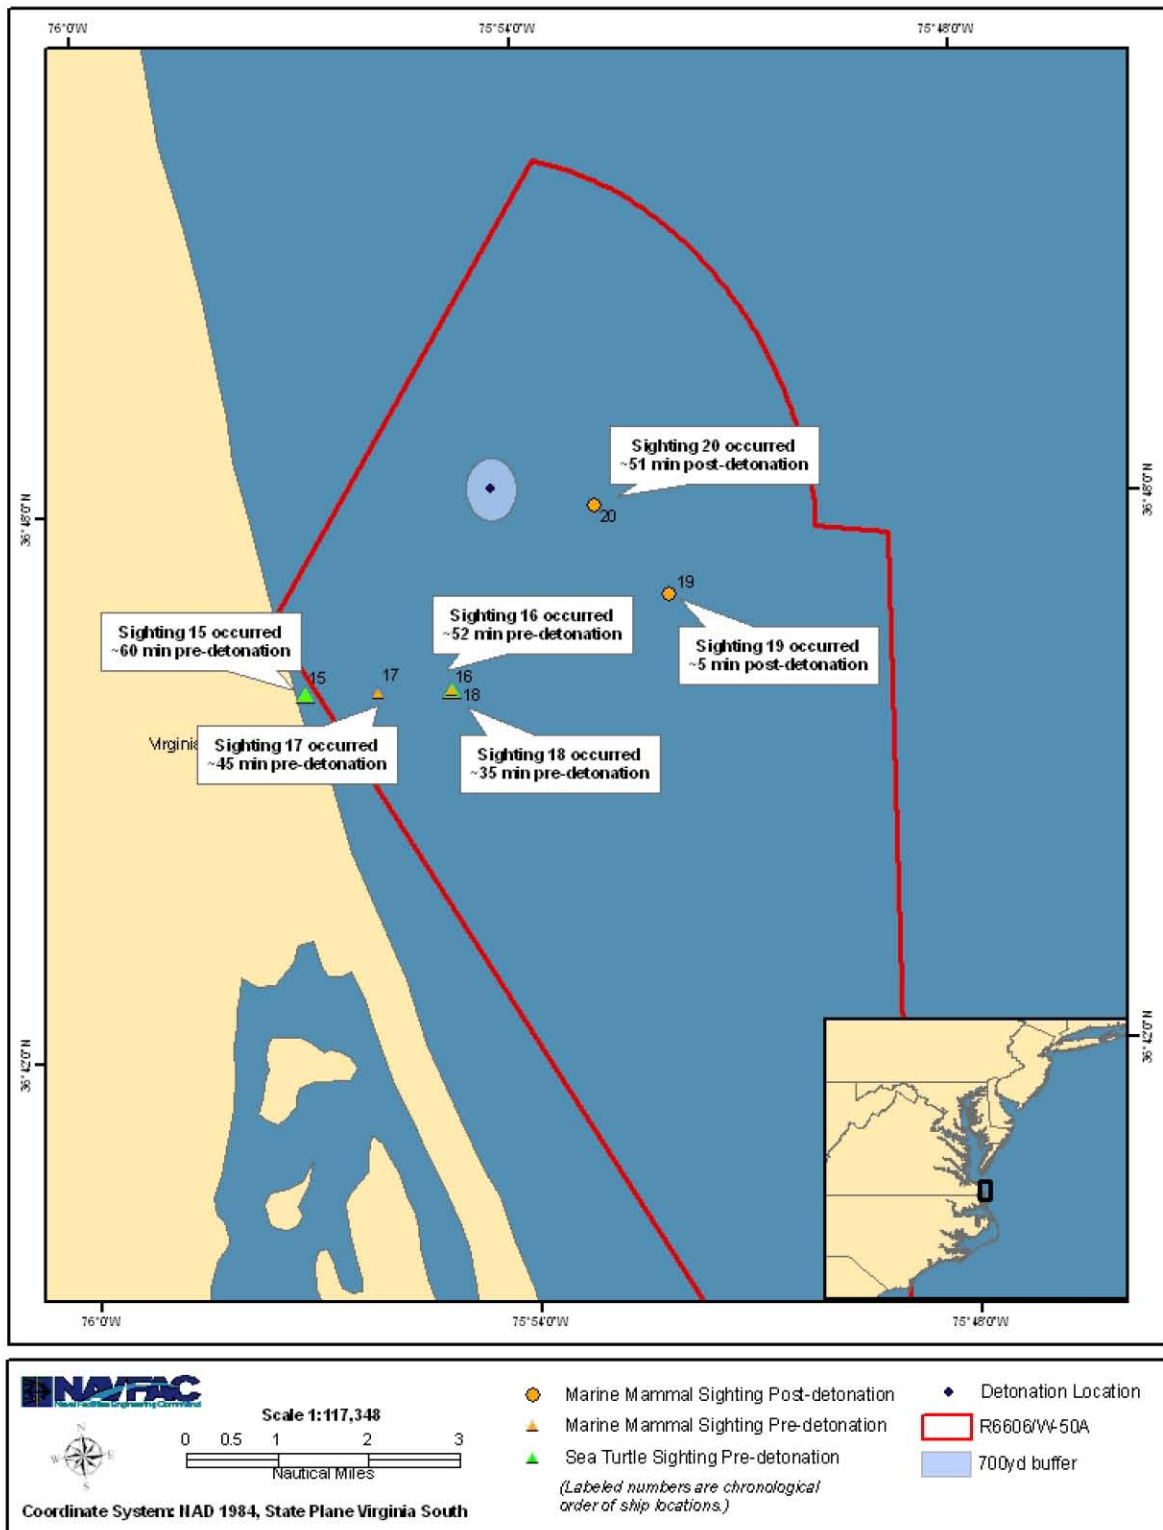 76°0'0"W
75°54'0"W
75°48'0"W
Sighting 20 occurred
~51 min post-detonation
36°48'0"N
36°48'0"N
20
19
Sighting 16 occurred
~52 min pre-detonation
Sighting 15 occurred
~60 min pre-detonation
Sighting 19 occurred
~5 min post-detonation
15
17
16
18
Virginia
Sighting 17 occurred
~45 min pre-detonation
Sighting 18 occurred
~35 min pre-detonation
36°42'0"N
36°42'0"N
76°0'0"W
75°54'0"W
75°48'0"W
NAVFAC
Naval Facilities Engineering Command
N
W E
S
Scale 1:117,348
0 0.5 1 2 3
Nautical Miles
Coordinate System: NAD 1984, State Plane Virginia South
Marine Mammal Sighting Post-detonation
Marine Mammal Sighting Pre-detonation
Sea Turtle Sighting Pre-detonation
(Labeled numbers are chronological
order of ship locations.)
Detonation Location
R6606/W-50A
700yd buffer